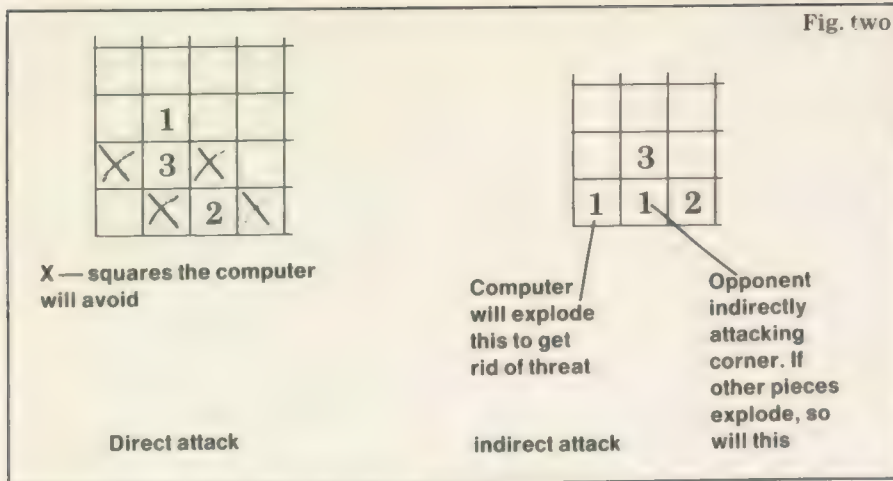 Fig. two
1
X 3 X
X 2 \
X — squares the computer
will avoid
Direct attack
3
1 1 2
Computer
will explode
this to get
rid of threat
Opponent
indirectly
attacking
corner. If
other pieces
explode, so
will this
indirect attack